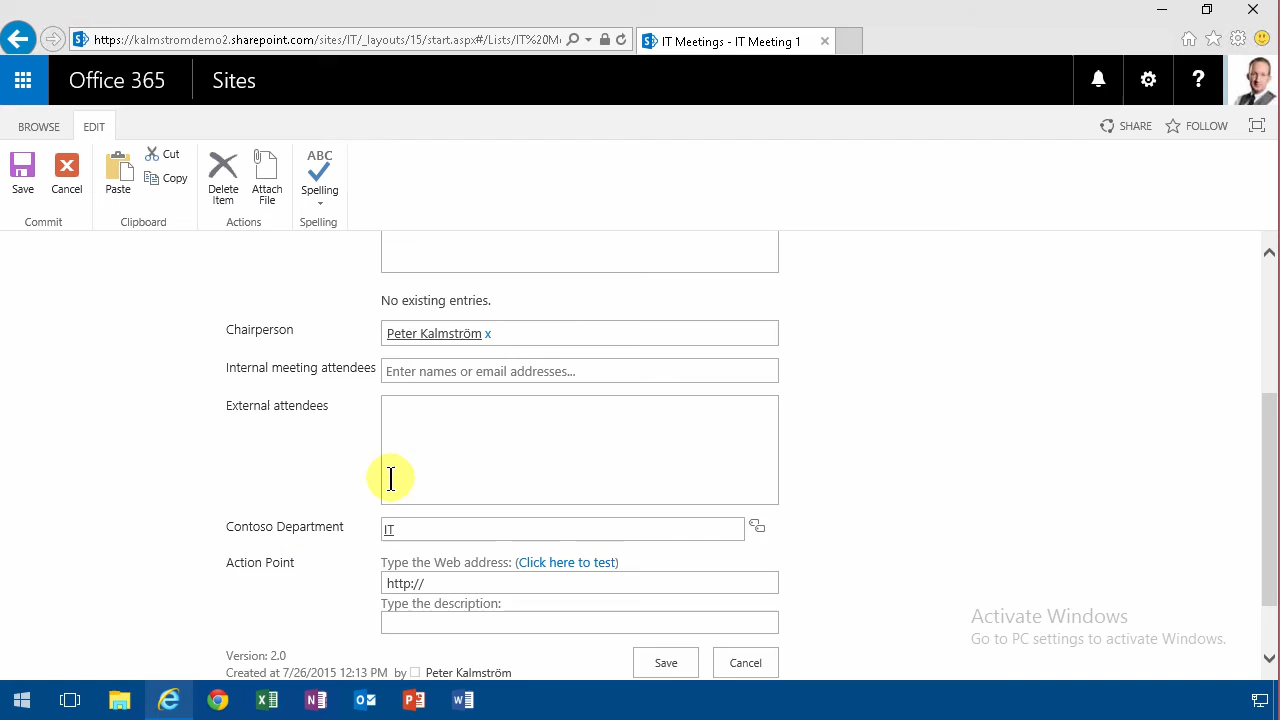 https://kalmstromdemo2.sharepoint.com/sites/IT/_layouts/15/start.aspx#/Lists/IT%20M
IT Meetings - IT Meeting 1
Office 365
Sites
BROWSE
EDIT
SHARE
FOLLOW
Save
Cancel
Paste
Cut
Copy
Delete Item
Attach File
ABC
Spelling
Commit
Clipboard
Actions
Spelling
No existing entries.
Chairperson
Peter Kalmström x
Internal meeting attendees
Enter names or email addresses...
External attendees
Contoso Department
IT
Action Point
Type the Web address: (Click here to test)
http://
Type the description:
Activate Windows
Go to PC settings to activate Windows.
Version: 2.0
Created at 7/26/2015 12:13 PM by Peter Kalmström
Save
Cancel